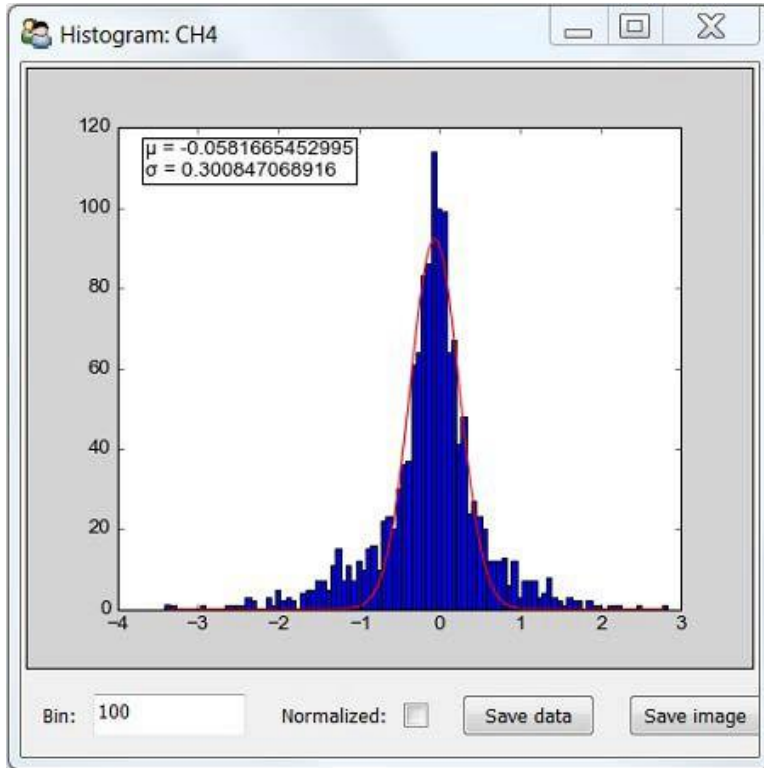 Histogram: CH4
μ = -0.0581665452995
σ = 0.300847068916
120
100
80
60
40
20
0
−4 −3 −2 −1 0 1 2 3
Bin: 100 Normalized: Save data Save image